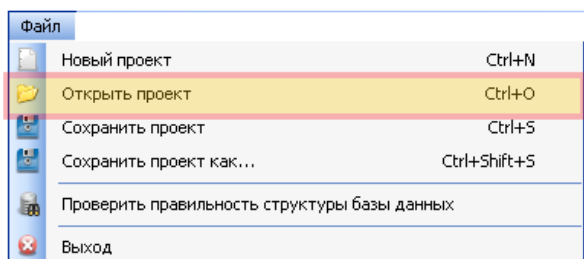 Файл
Новый проект Ctrl+N
Открыть проект Ctrl+O
Сохранить проект Ctrl+S
Сохранить проект как... Ctrl+Shift+S
Проверить правильность структуры базы данных
Выход